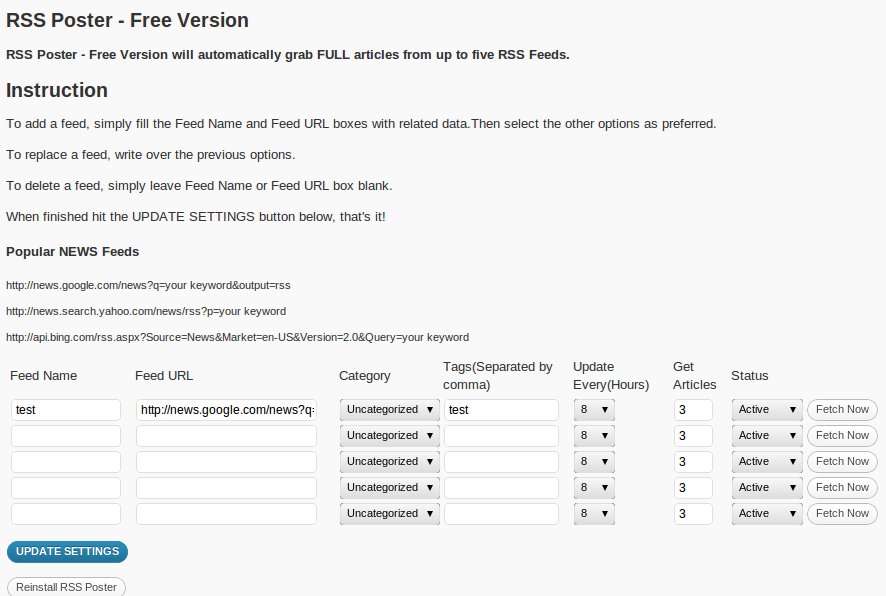 RSS Poster - Free Version
RSS Poster - Free Version will automatically grab FULL articles from up to five RSS Feeds.
Instruction
To add a feed, simply fill the Feed Name and Feed URL boxes with related data.Then select the other options as preferred.
To replace a feed, write over the previous options.
To delete a feed, simply leave Feed Name or Feed URL box blank.
When finished hit the UPDATE SETTINGS button below, that's it!
Popular NEWS Feeds
http://news.google.com/news?q=your keyword&output=rss
http://news.search.yahoo.com/news/rss?p=your keyword
http://api.bing.com/rss.aspx?Source=News&Market=en-US&Version=2.0&Query=your keyword
Feed Name Feed URL Category Tags(Separated by comma) Update Every(Hours) Get Articles Status
test http://news.google.com/news?q= Uncategorized test 8 3 Active Fetch Now
Uncategorized 8 3 Active Fetch Now
Uncategorized 8 3 Active Fetch Now
Uncategorized 8 3 Active Fetch Now
Uncategorized 8 3 Active Fetch Now
UPDATE SETTINGS
Reinstall RSS Poster